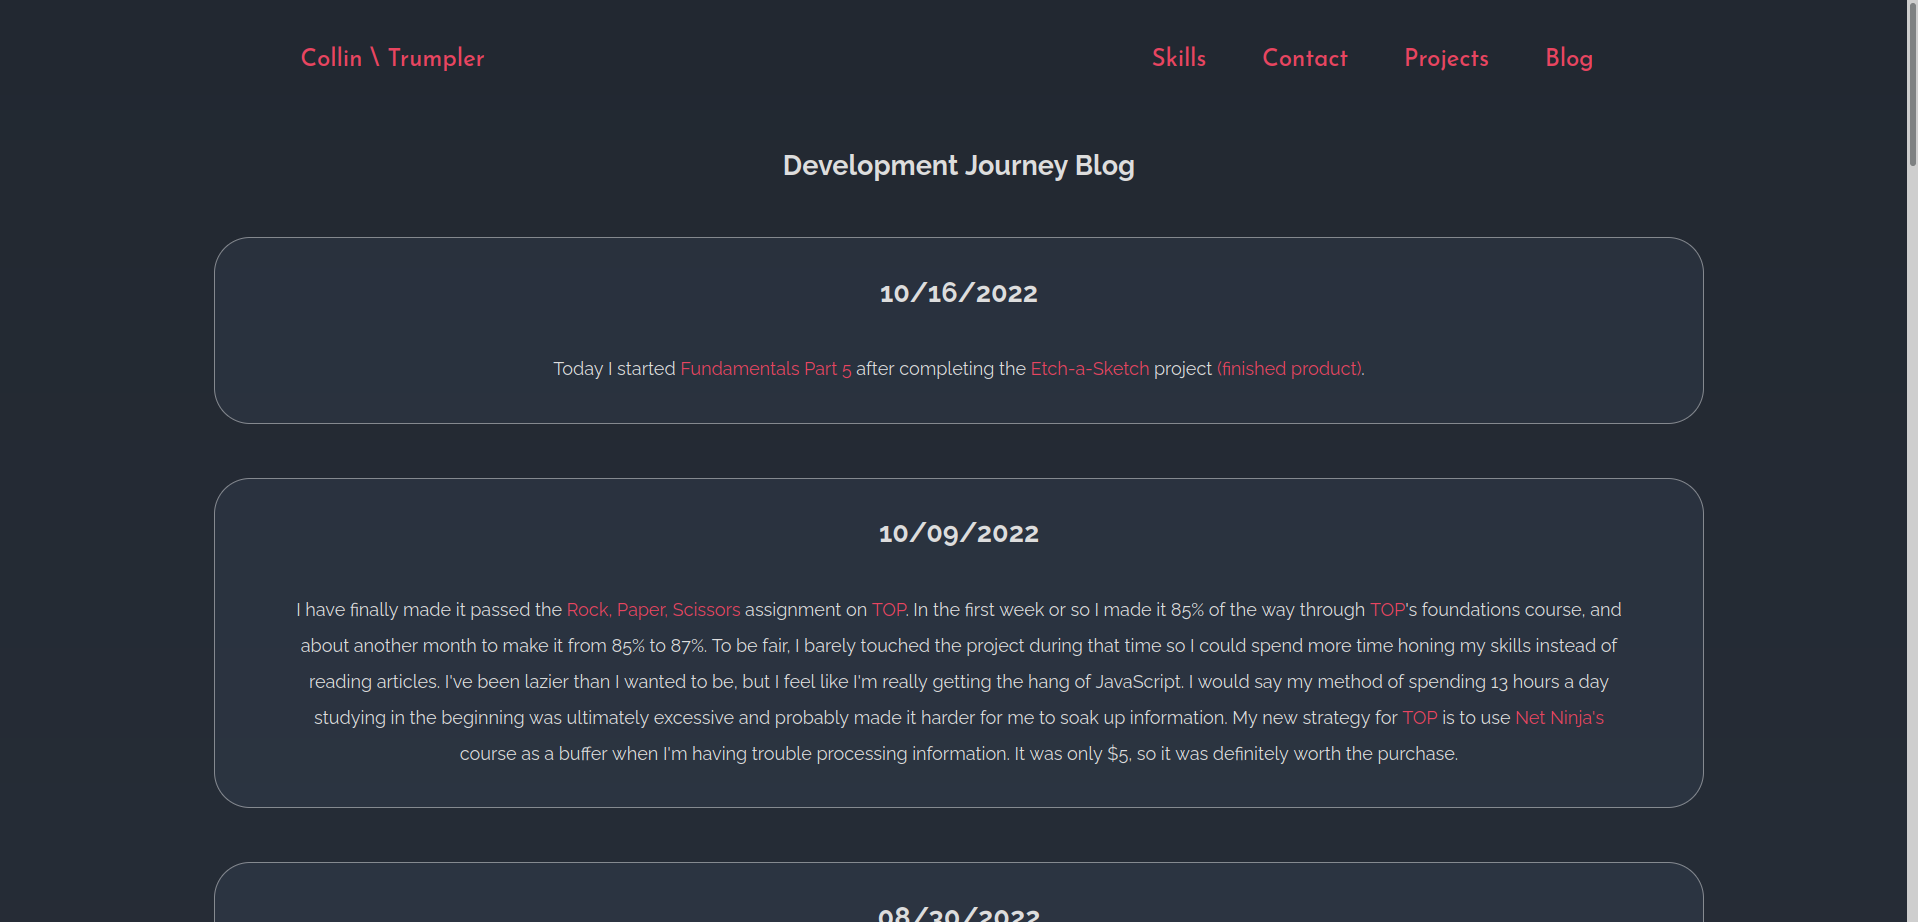 Collin \ Trumpler
Skills Contact Projects Blog
Development Journey Blog
10/16/2022
Today I started Fundamentals Part 5 after completing the Etch-a-Sketch project (finished product).
10/09/2022
I have finally made it passed the Rock, Paper, Scissors assignment on TOP. In the first week or so I made it 85% of the way through TOP's foundations course, and
about another month to make it from 85% to 87%. To be fair, I barely touched the project during that time so I could spend more time honing my skills instead of
reading articles. I've been lazier than I wanted to be, but I feel like I'm really getting the hang of JavaScript. I would say my method of spending 13 hours a day
studying in the beginning was ultimately excessive and probably made it harder for me to soak up information. My new strategy for TOP is to use Net Ninja's
course as a buffer when I'm having trouble processing information. It was only $5, so it was definitely worth the purchase.
08/30/2022